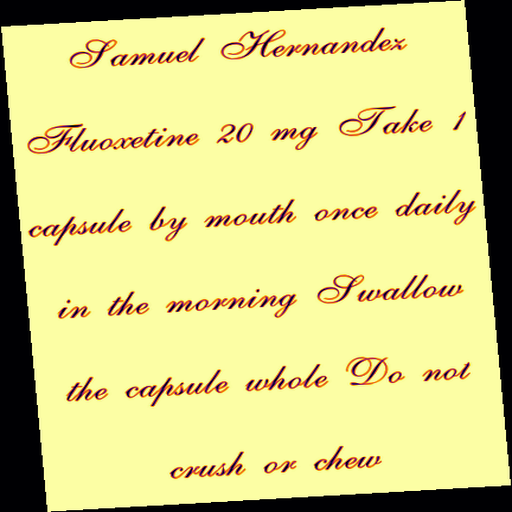 Samuel Hernandez
Fluoxetine 20 mg Take 1
capsule by mouth once daily
in the morning Swallow
the capsule whole Do not
crush or chew